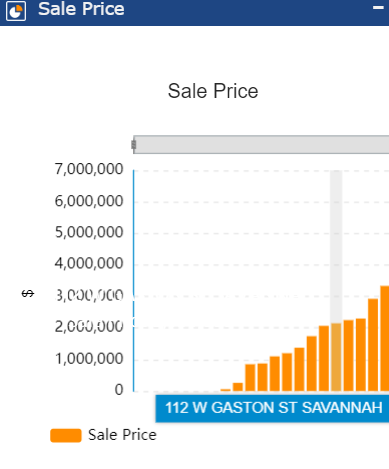 Sale Price
Sale Price
7,000,000
6,000,000
5,000,000
4,000,000
$
3,000,000
2,000,000
1,000,000
0
112 W GASTON ST SAVANNAH
Sale Price